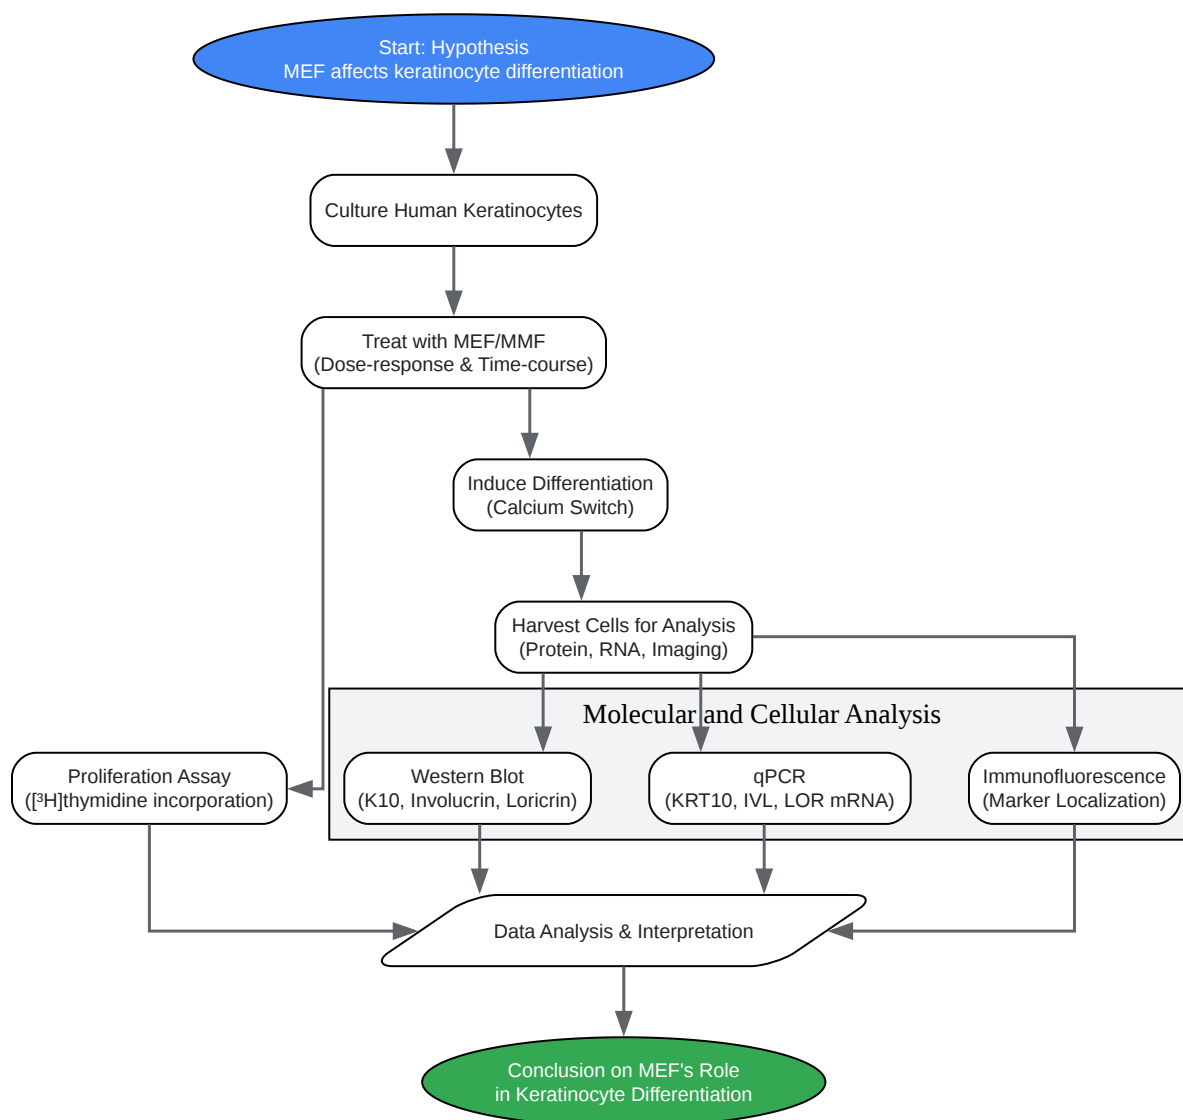 Start: Hypothesis
MEF affects keratinocyte differentiation
Culture Human Keratinocytes
Treat with MEF/MMF
(Dose-response & Time-course)
Induce Differentiation
(Calcium Switch)
Harvest Cells for Analysis
(Protein, RNA, Imaging)
Molecular and Cellular Analysis
Proliferation Assay
([³H]thymidine incorporation)
Western Blot
(K10, Involucrin, Loricrin)
qPCR
(KRT10, IVL, LOR mRNA)
Immunofluorescence
(Marker Localization)
Data Analysis & Interpretation
Conclusion on MEF's Role
in Keratinocyte Differentiation